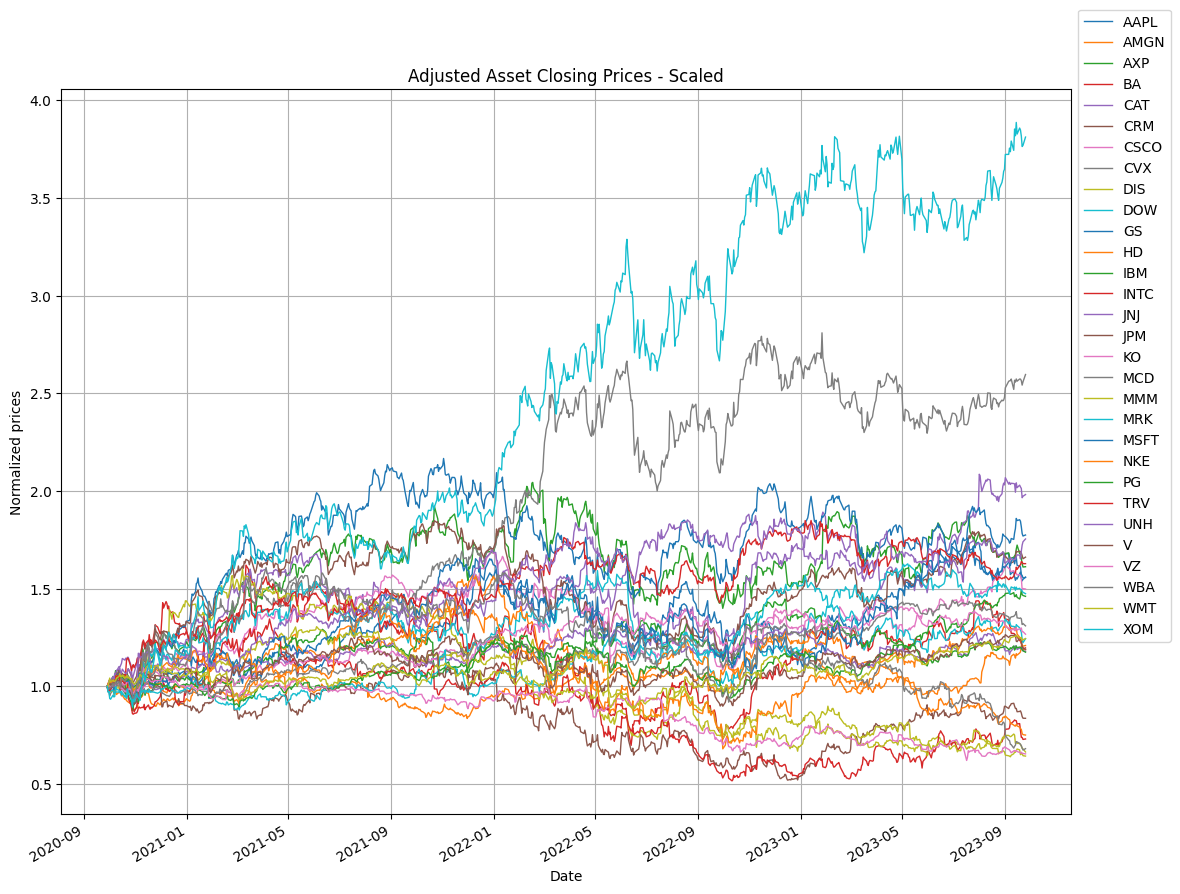 Adjusted Asset Closing Prices - Scaled
4.0
3.5
3.0
2.5
2.0
1.5
1.0
0.5
Normalized prices
2020-09
2021-01
2021-05
2021-09
2022-01
2022-05
2022-09
2023-01
2023-05
2023-09
Date
AAPL
AMGN
AXP
BA
CAT
CRM
CSCO
CVX
DIS
DOW
GS
HD
IBM
INTC
JNJ
JPM
KO
MCD
MMM
MRK
MSFT
NKE
PG
TRV
UNH
V
VZ
WBA
WMT
XOM